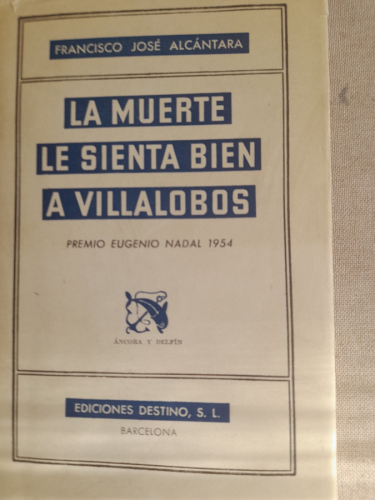 FRANCISCO JOSÉ ALCÁNTARA
LA MUERTE
LE SIENTA BIEN
A VILLALOBOS
PREMIO EUGENIO NADAL 1954
ÁNCORA Y DELFÍN
EDICIONES DESTINO, S. L.
BARCELONA